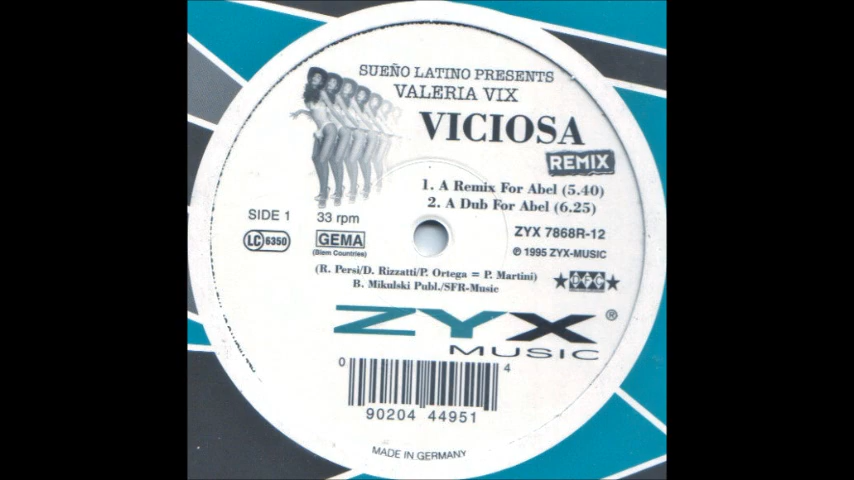 SUEÑO LATINO PRESENTS
VALERIA VIX
VICIOSA
REMIX
1. A Remix For Abel (5.40)
2. A Dub For Abel (6.25)
SIDE 1
33 rpm
ZYX 7868R-12
LC 6350
GEMA
(Biem Countries)
℗ 1995 ZYX-MUSIC
(R. Persi/D. Rizzatti/P. Ortega = P. Martini)
B. Mikulski Publ./SFR-Music
DFC
ZYX ®
MUSIC
0 90204 44951 4
MADE IN GERMANY